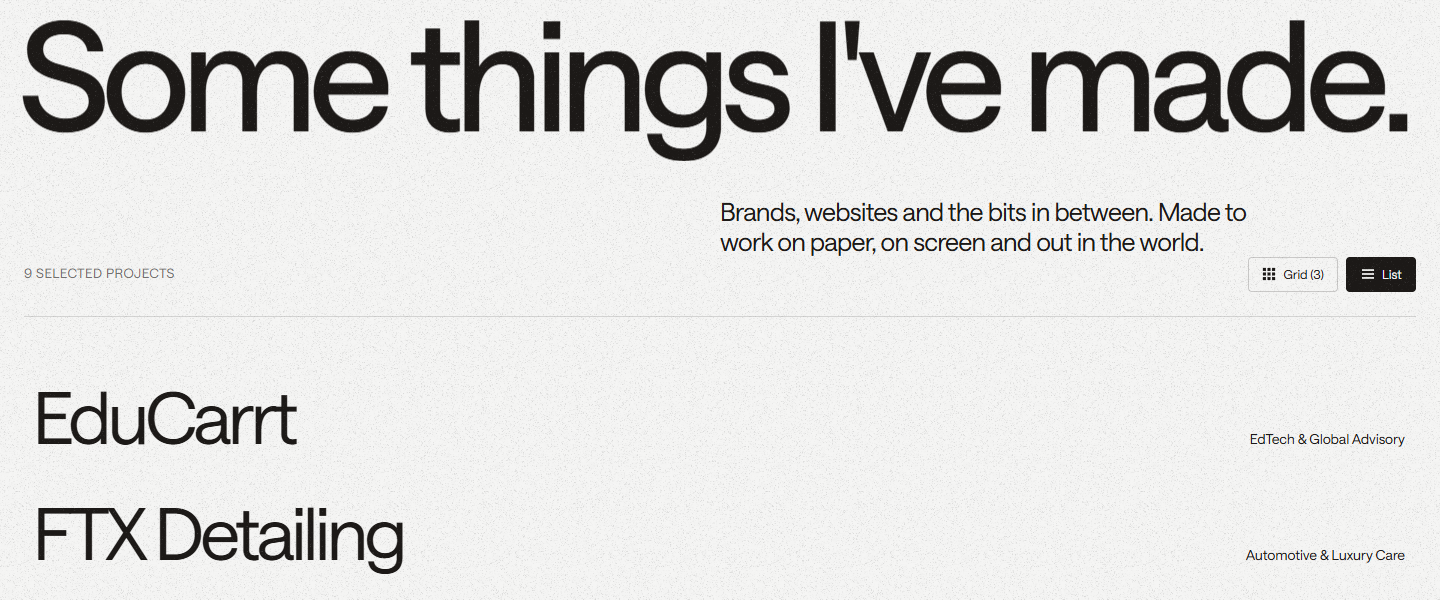 Some things I've made.
Brands, websites and the bits in between. Made to
work on paper, on screen and out in the world.
9 SELECTED PROJECTS
Grid (3)
List
EduCarrt
EdTech & Global Advisory
FTX Detailing
Automotive & Luxury Care